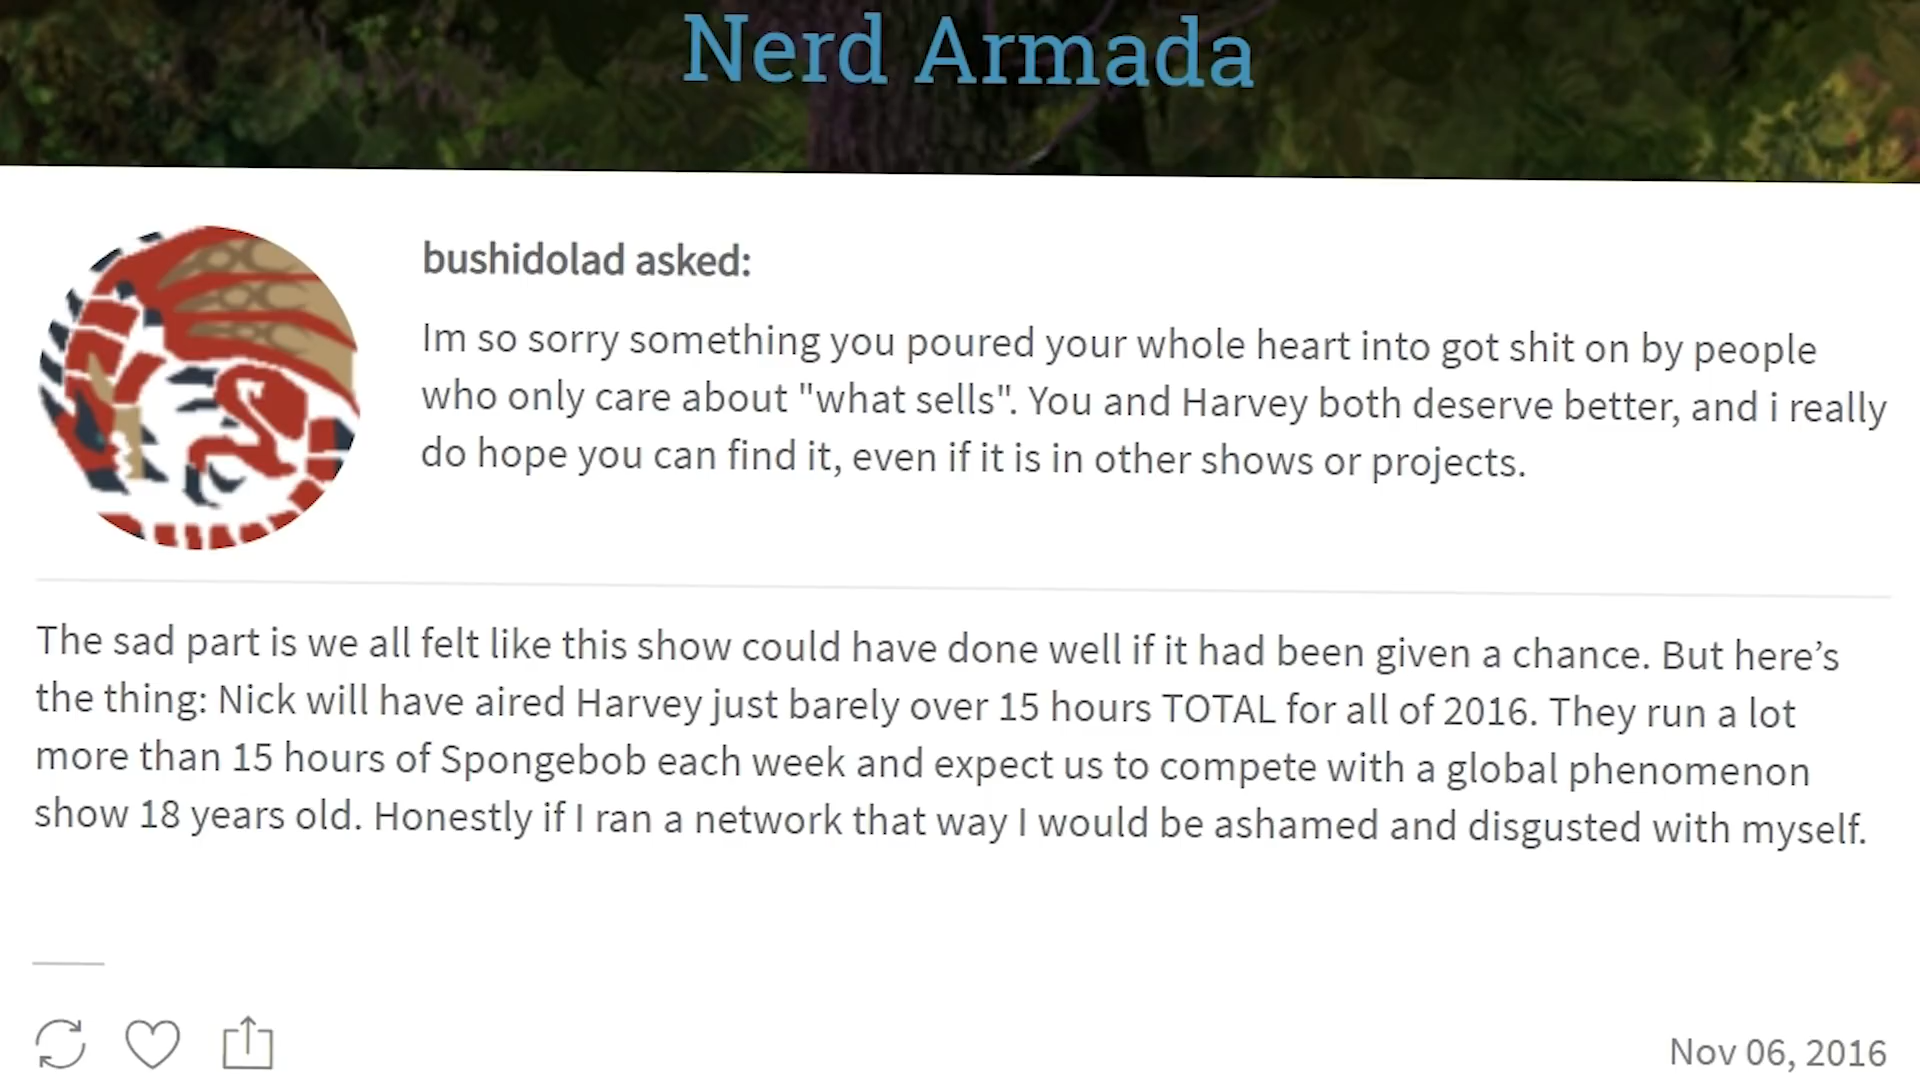 Nerd Armada
bushidolad asked:
Im so sorry something you poured your whole heart into got shit on by people
who only care about "what sells". You and Harvey both deserve better, and i really
do hope you can find it, even if it is in other shows or projects.
The sad part is we all felt like this show could have done well if it had been given a chance. But here’s
the thing: Nick will have aired Harvey just barely over 15 hours TOTAL for all of 2016. They run a lot
more than 15 hours of Spongebob each week and expect us to compete with a global phenomenon
show 18 years old. Honestly if I ran a network that way I would be ashamed and disgusted with myself.
Nov 06, 2016